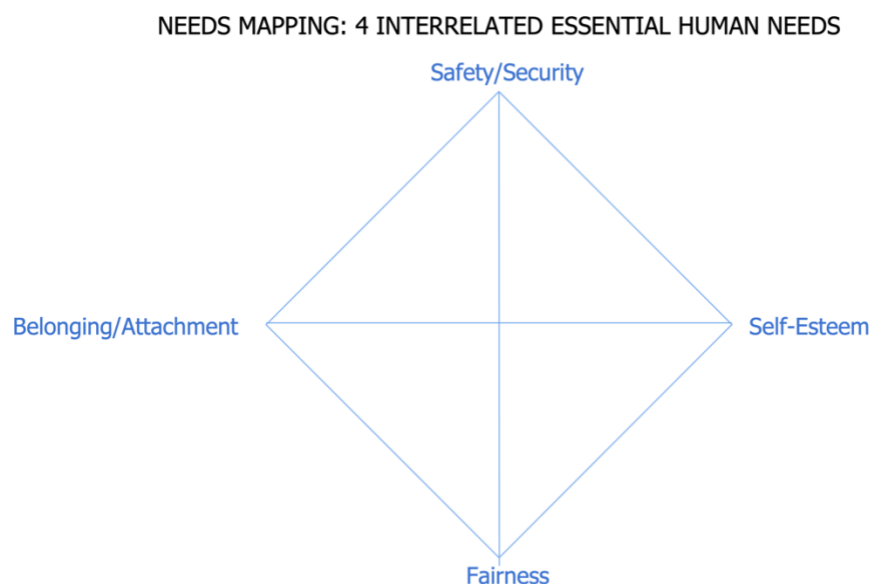 NEEDS MAPPING: 4 INTERRELATED ESSENTIAL HUMAN NEEDS
Safety/Security
Belonging/Attachment
Self-Esteem
Fairness